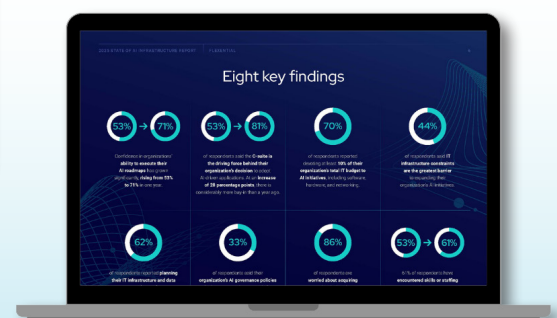 2025 STATE OF AI INFRASTRUCTURE REPORT | FLEXENTIAL
Eight key findings
53% → 71%
53% → 81%
70%
44%
Confidence in organizations'
ability to execute their
AI roadmaps has grown
significantly, rising from 53%
to 71% in one year.
of respondents said the C-suite is
the driving force behind their
organization's decision to adopt
AI-driven applications. At an increase
of 28 percentage points, there is
considerably more buy-in than a year ago.
of respondents reported
devoting at least 10% of their
organization's total IT budget to
AI initiatives, including software,
hardware, and networking.
of respondents said IT
infrastructure constraints
are the greatest barrier
to expanding their
organization's AI initiatives.
62%
33%
86%
53% → 61%
of respondents reported planning
their IT infrastructure and data
of respondents said their
organization's AI governance policies
of respondents are
worried about acquiring
61% of respondents have
encountered skills or staffing